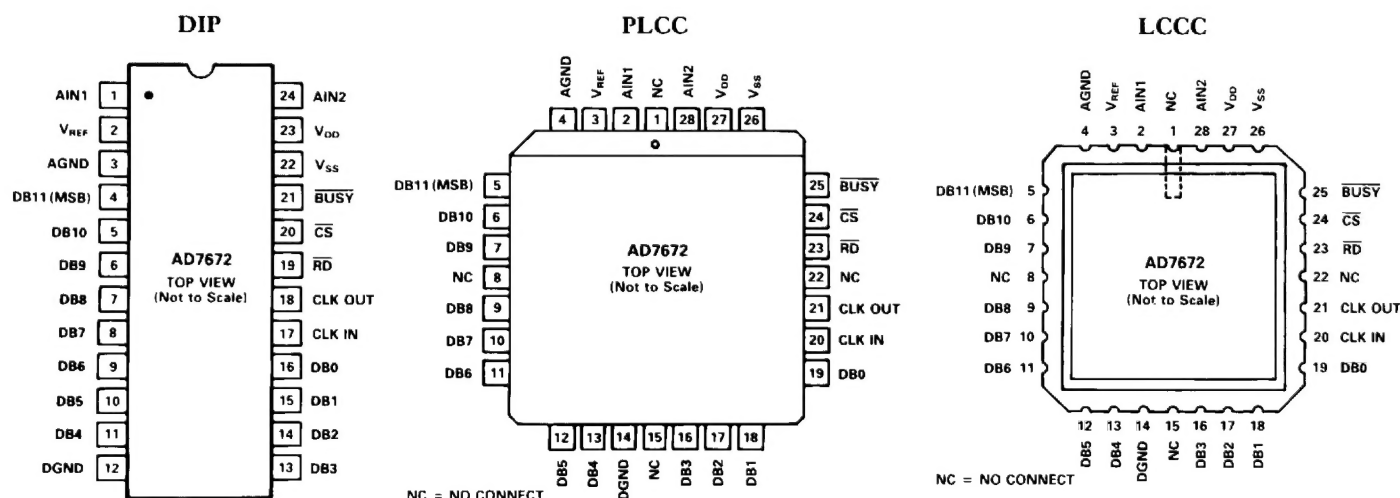 DIP
AIN1 1
VREF 2
AGND 3
DB11 (MSB) 4
DB10 5
DB9 6
DB8 7
DB7 8
DB6 9
DB5 10
DB4 11
DGND 12
24 AIN2
23 VDD
22 VSS
21 BUSY
20 CS
19 RD
18 CLK OUT
17 CLK IN
16 DB0
15 DB1
14 DB2
13 DB3
AD7672
TOP VIEW
(Not to Scale)
PLCC
AGND VREF AIN1 NC AIN2 VDD VSS
4 3 2 1 28 27 26
DB11 (MSB) 5
DB10 6
DB9 7
NC 8
DB8 9
DB7 10
DB6 11
25 BUSY
24 CS
23 RD
22 NC
21 CLK OUT
20 CLK IN
19 DB0
AD7672
TOP VIEW
(Not to Scale)
12 13 14 15 16 17 18
DB5 DB4 DGND NC DB3 DB2 DB1
NC = NO CONNECT
LCCC
AGND VREF AIN1 NC AIN2 VDD VSS
4 3 2 1 28 27 26
DB11 (MSB) 5
DB10 6
DB9 7
NC 8
DB8 9
DB7 10
DB6 11
25 BUSY
24 CS
23 RD
22 NC
21 CLK OUT
20 CLK IN
19 DB0
AD7672
TOP VIEW
(Not to Scale)
12 13 14 15 16 17 18
DB5 DB4 DGND NC DB3 DB2 DB1
NC = NO CONNECT